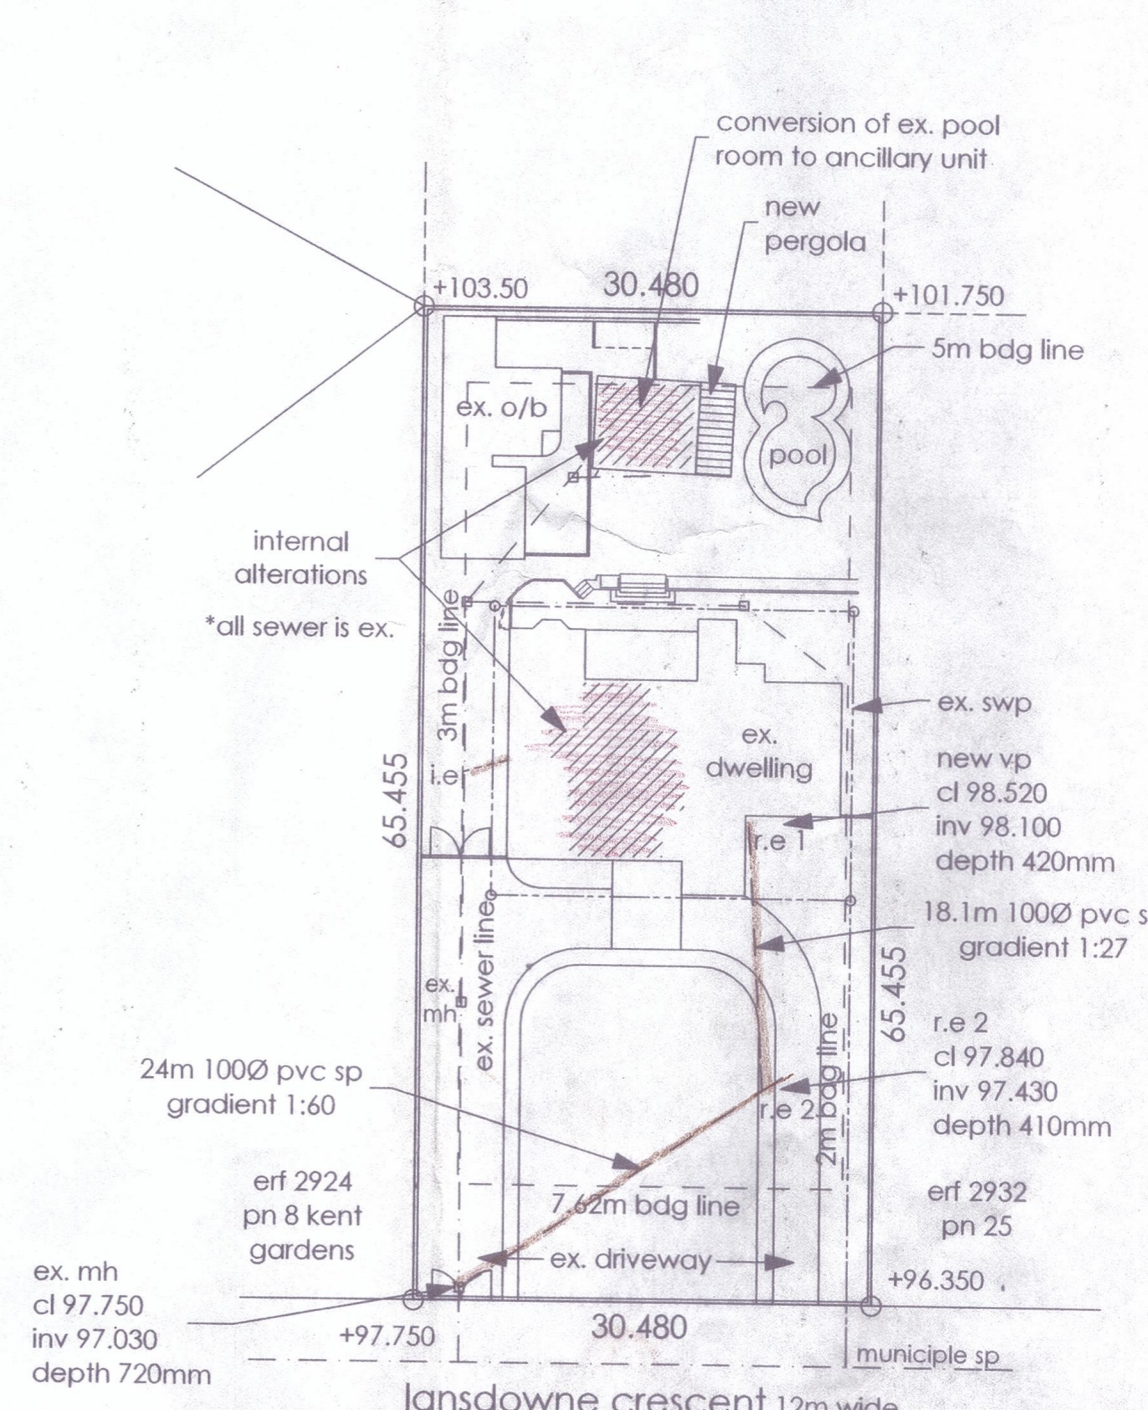 conversion of ex. pool
room to ancillary unit
new
pergola
+103.50
30.480
+101.750
5m bdg line
ex. o/b
pool
internal
alterations
*all sewer is ex.
3m bdg line
ex. swp
ex.
dwelling
new vp
cl 98.520
inv 98.100
depth 420mm
i.e
65.455
r.e 1
18.1m 100Ø pvc s
gradient 1:27
ex. sewer line
ex.
mh
65.455
r.e 2
cl 97.840
inv 97.430
depth 410mm
24m 100Ø pvc sp
gradient 1:60
r.e 2
2m bdg line
erf 2924
pn 8 kent
gardens
7.62m bdg line
erf 2932
pn 25
ex. driveway
ex. mh
cl 97.750
inv 97.030
depth 720mm
+96.350
+97.750
30.480
municiple sp
lansdowne crescent 12m wide